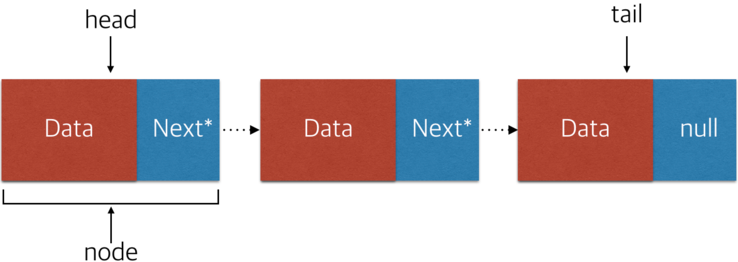 head
tail
Data
Next*
Data
Next*
Data
null
node